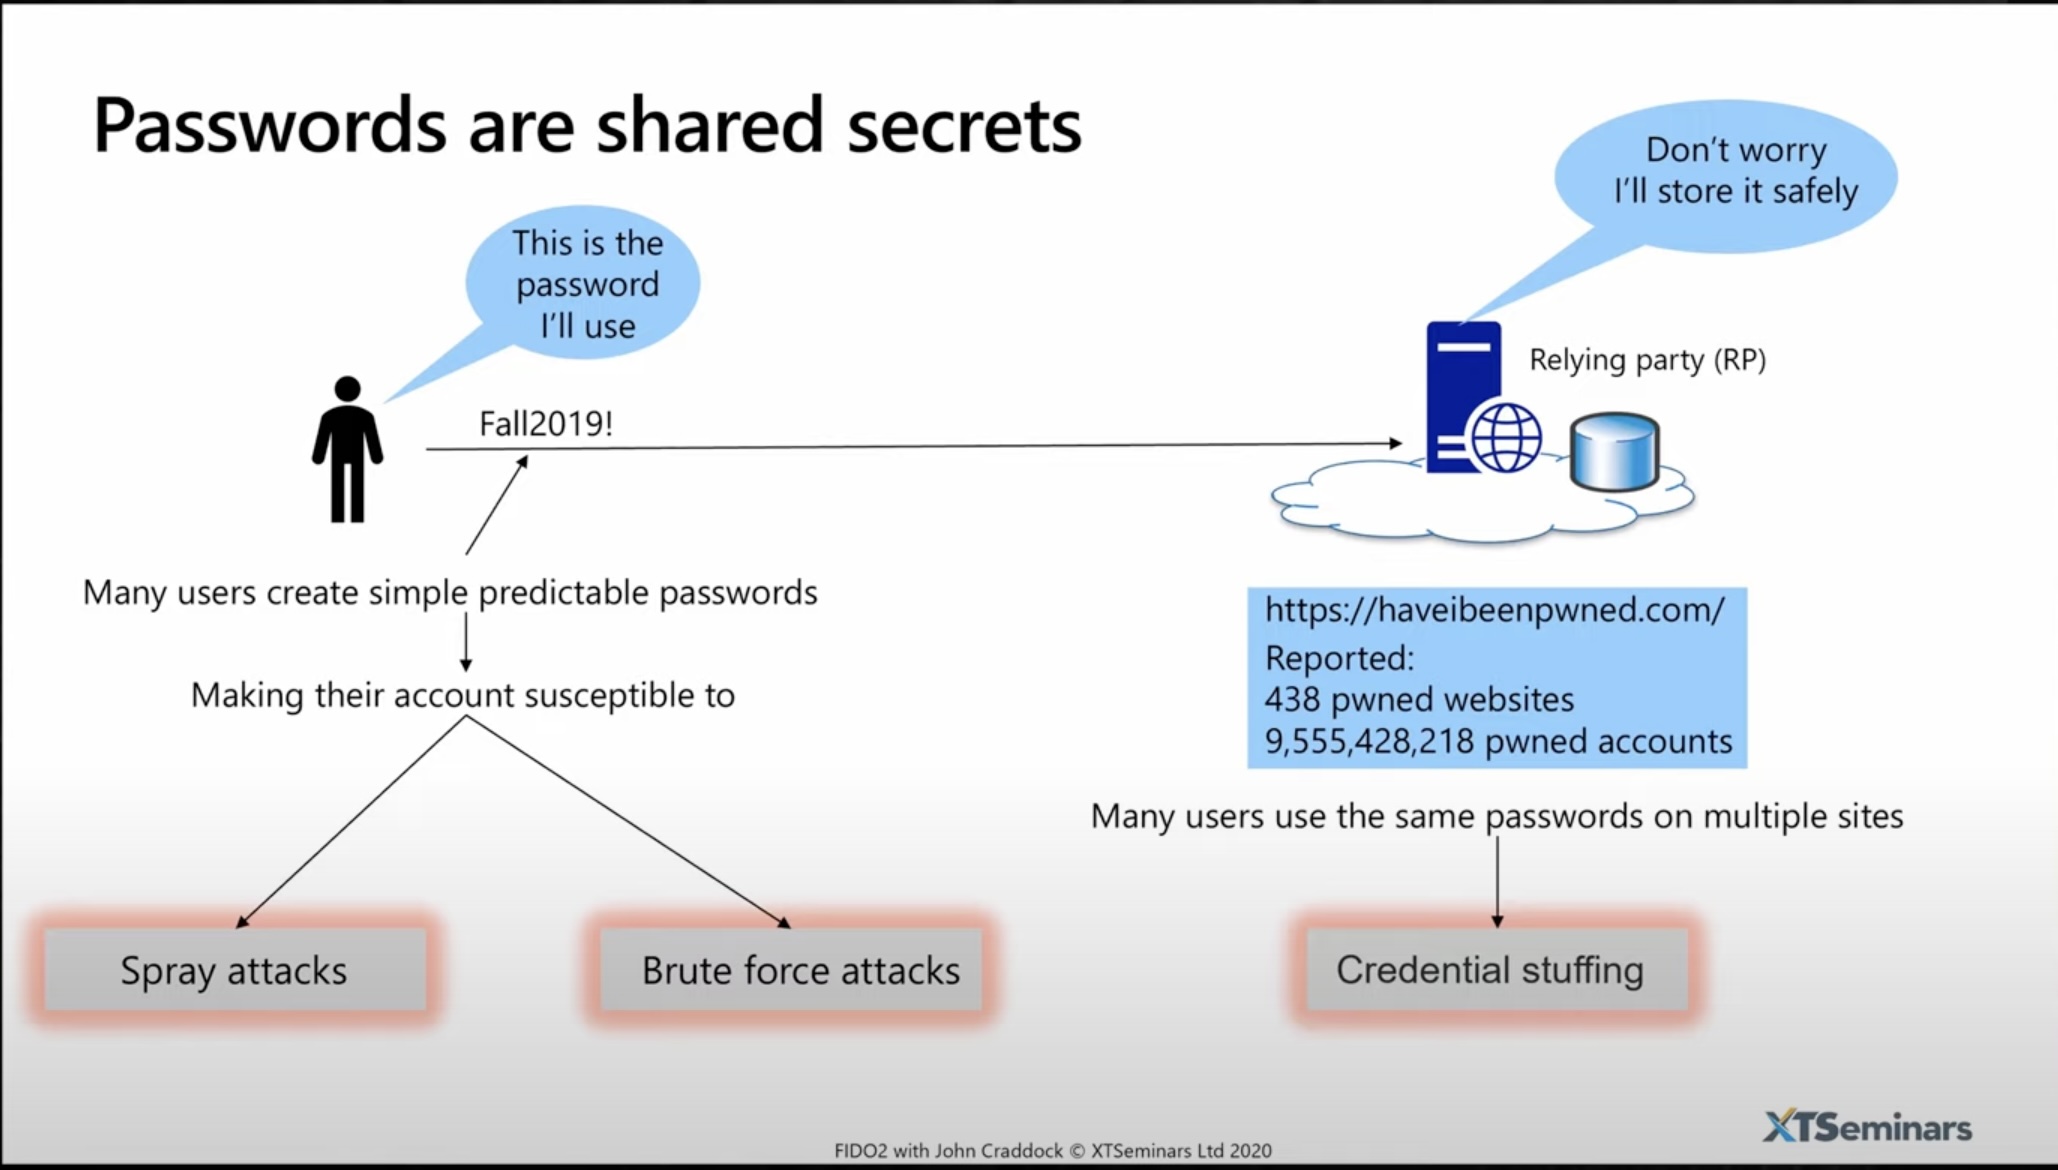 Passwords are shared secrets
Don't worry
I'll store it safely
This is the
password
I'll use
Relying party (RP)
Fall2019!
Many users create simple predictable passwords
Making their account susceptible to
https://haveibeenpwned.com/
Reported:
438 pwned websites
9,555,428,218 pwned accounts
Many users use the same passwords on multiple sites
Spray attacks
Brute force attacks
Credential stuffing
XTSeminars
FIDO2 with John Craddock © XTSeminars Ltd 2020